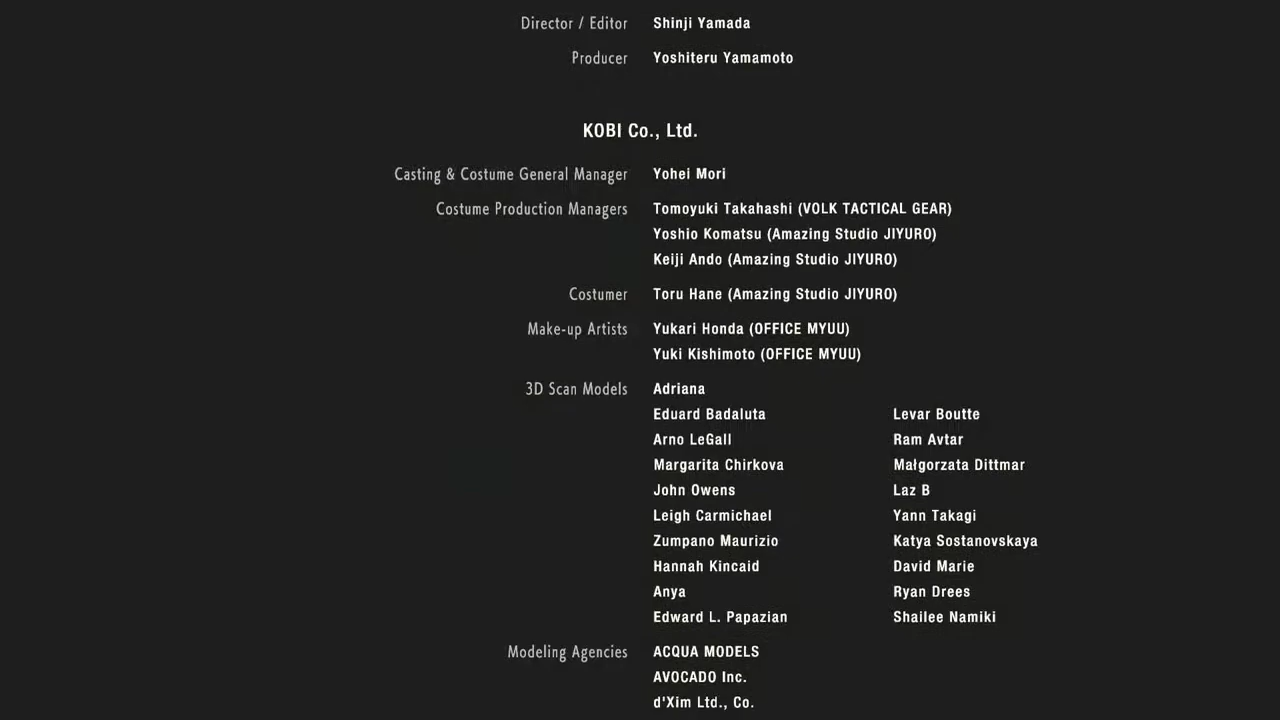 Director / Editor Shinji Yamada
Producer Yoshiteru Yamamoto
KOBI Co., Ltd.
Casting & Costume General Manager Yohei Mori
Costume Production Managers Tomoyuki Takahashi (VOLK TACTICAL GEAR)
Yoshio Komatsu (Amazing Studio JIYURO)
Keiji Ando (Amazing Studio JIYURO)
Costumer Toru Hane (Amazing Studio JIYURO)
Make-up Artists Yukari Honda (OFFICE MYUU)
Yuki Kishimoto (OFFICE MYUU)
3D Scan Models Adriana
Eduard Badaluta Levar Boutte
Arno LeGall Ram Avtar
Margarita Chirkova Małgorzata Dittmar
John Owens Laz B
Leigh Carmichael Yann Takagi
Zumpano Maurizio Katya Sostanovskaya
Hannah Kincaid David Marie
Anya Ryan Drees
Edward L. Papazian Shailee Namiki
Modeling Agencies ACQUA MODELS
AVOCADO Inc.
d'Xim Ltd., Co.